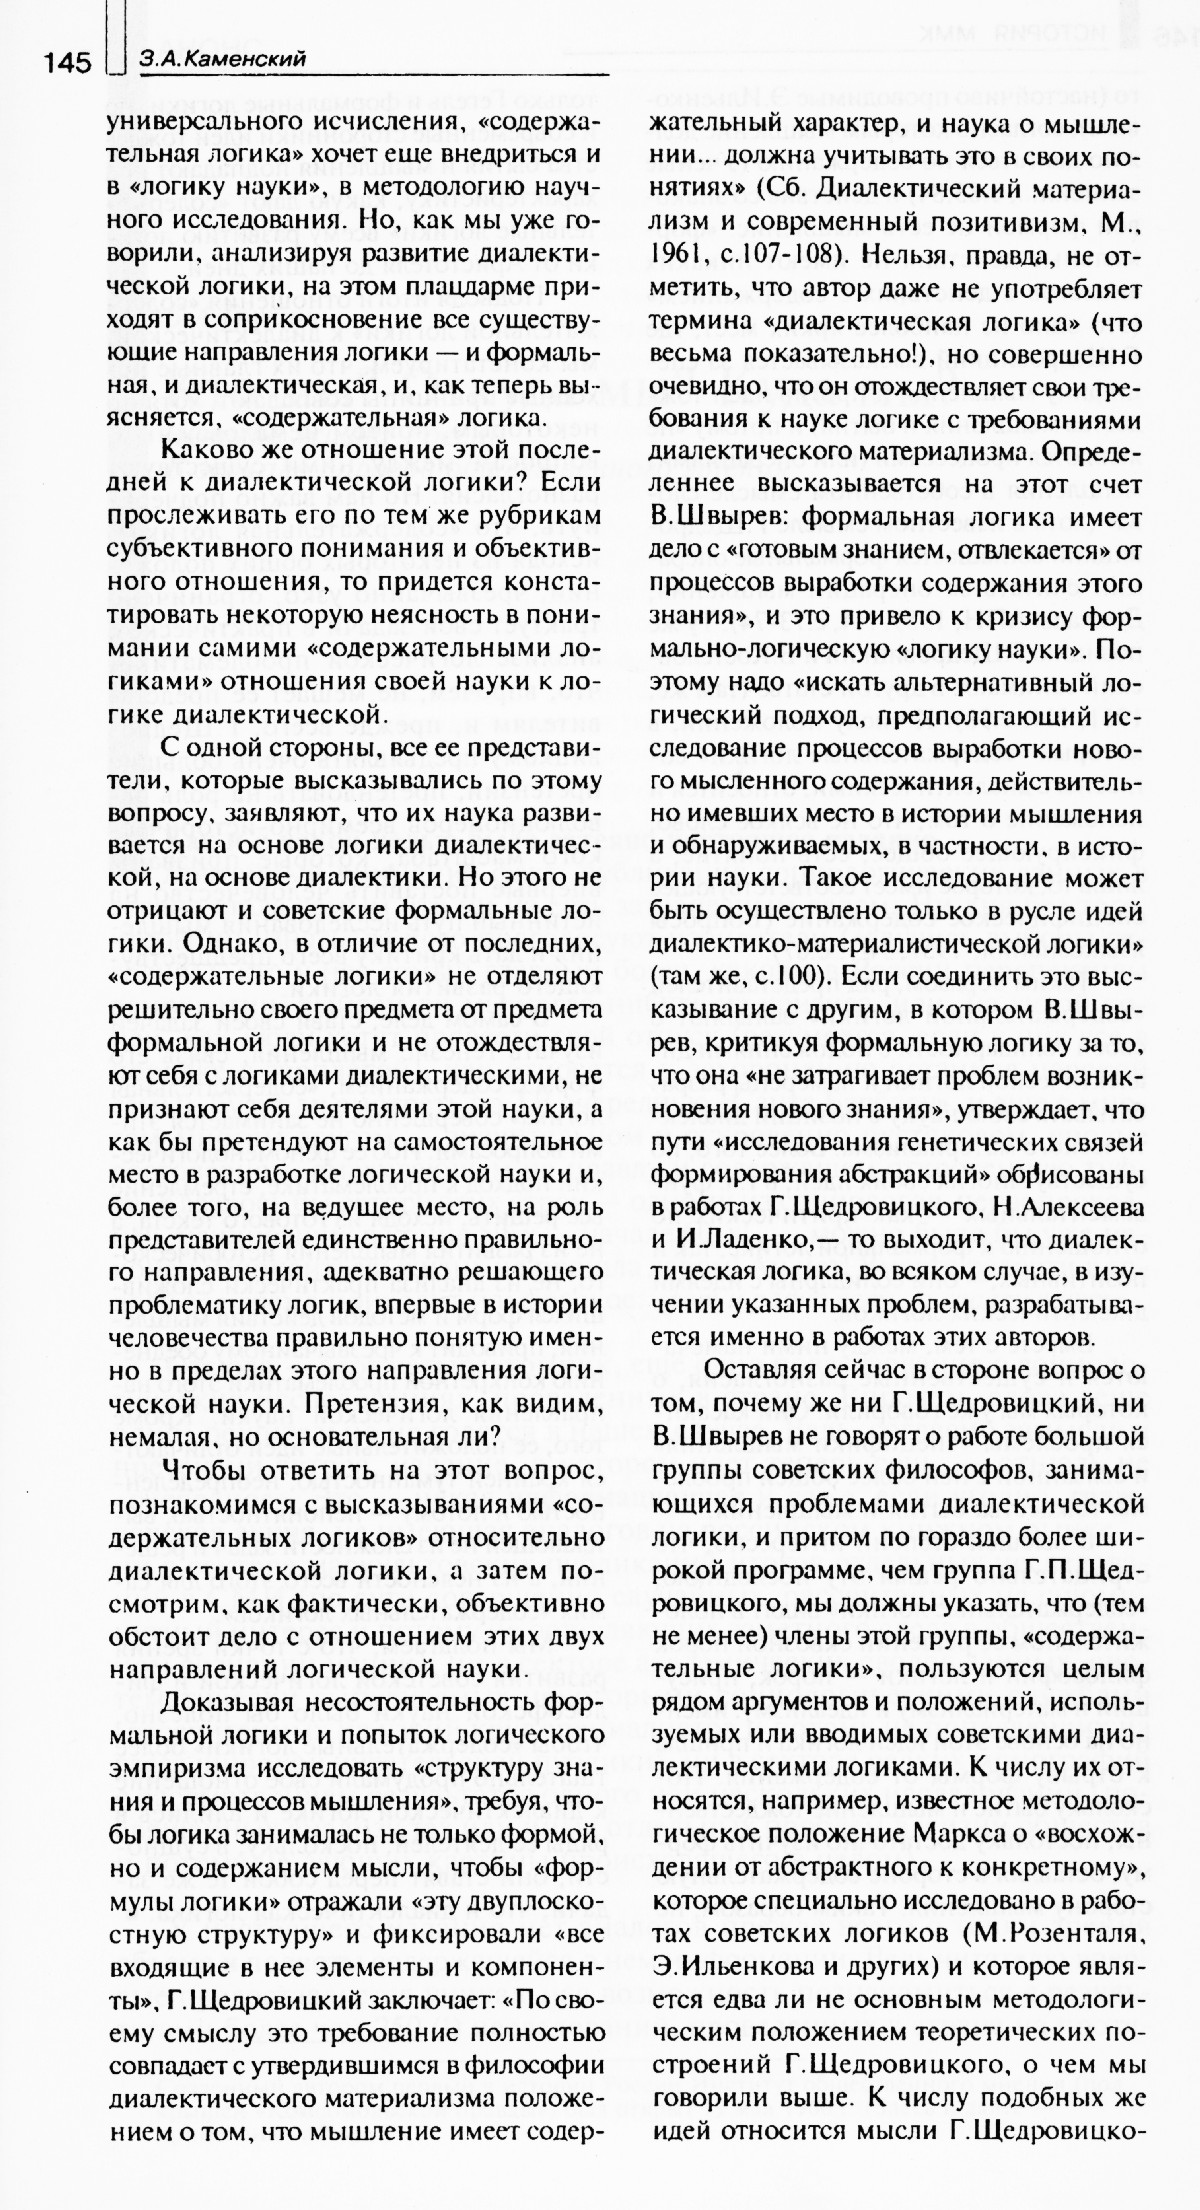 145
З.А.Каменский
универсального исчисления, «содержа-
тельная логика» хочет еще внедриться и
в «логику науки», в методологию науч-
ного исследования. Но, как мы уже го-
ворили, анализируя развитие диалекти-
ческой логики, на этом плацдарме при-
ходят в соприкосновение все существу-
ющие направления логики — и формаль-
ная, и диалектическая, и, как теперь вы-
ясняется, «содержательная» логика.
Каково же отношение этой после-
дней к диалектической логики? Если
прослеживать его по тем же рубрикам
субъективного понимания и объектив-
ного отношения, то придется конста-
тировать некоторую неясность в пони-
мании самими «содержательными ло-
гиками» отношения своей науки к ло-
гике диалектической.
С одной стороны, все ее представи-
тели, которые высказывались по этому
вопросу, заявляют, что их наука разви-
вается на основе логики диалектичес-
кой, на основе диалектики. Но этого не
отрицают и советские формальные ло-
гики. Однако, в отличие от последних,
«содержательные логики» не отделяют
решительно своего предмета от предмета
формальной логики и не отождествля-
ют себя с логиками диалектическими, не
признают себя деятелями этой науки, а
как бы претендуют на самостоятельное
место в разработке логической науки и,
более того, на ведущее место, на роль
представителей единственно правильно-
го направления, адекватно решающего
проблематику логик, впервые в истории
человечества правильно понятую имен-
но в пределах этого направления логи-
ческой науки. Претензия, как видим,
немалая, но основательная ли?
Чтобы ответить на этот вопрос,
познакомимся с высказываниями «со-
держательных логиков» относительно
диалектической логики, а затем по-
смотрим, как фактически, объективно
обстоит дело с отношением этих двух
направлений логической науки.
Доказывая несостоятельность фор-
мальной логики и попыток логического
эмпиризма исследовать «структуру зна-
ния и процессов мышления», требуя, что-
бы логика занималась не только формой,
но и содержанием мысли, чтобы «фор-
мулы логики» отражали «эту двуплоско-
стную структуру» и фиксировали «все
входящие в нее элементы и компонен-
ты», Г.Щедровицкий заключает: «По сво-
ему смыслу это требование полностью
совпадает с утвердившимся в философии
диалектического материализма положе-
нием о том, что мышление имеет содер-
жательный характер, и наука о мышле-
нии... должна учитывать это в своих по-
нятиях» (Сб. Диалектический материа-
лизм и современный позитивизм, М.,
1961, с.107-108). Нельзя, правда, не от-
метить, что автор даже не употребляет
термина «диалектическая логика» (что
весьма показательно!), но совершенно
очевидно, что он отождествляет свои тре-
бования к науке логике с требованиями
диалектического материализма. Опреде-
леннее высказывается на этот счет
В.Швырев: формальная логика имеет
дело с «готовым знанием, отвлекается» от
процессов выработки содержания этого
знания», и это привело к кризису фор-
мально-логическую «логику науки». По-
этому надо «искать альтернативный ло-
гический подход, предполагающий ис-
следование процессов выработки ново-
го мысленного содержания, действитель-
но имевших место в истории мышления
и обнаруживаемых, в частности, в исто-
рии науки. Такое исследование может
быть осуществлено только в русле идей
диалектико-материалистической логики»
(там же, с.100). Если соединить это выс-
казывание с другим, в котором В.Швы-
рев, критикуя формальную логику за то,
что она «не затрагивает проблем возник-
новения нового знания», утверждает, что
пути «исследования генетических связей
формирования абстракций» обрисованы
в работах Г.Щедровицкого, Н.Алексеева
и И.Ладенко,— то выходит, что диалек-
тическая логика, во всяком случае, в изу-
чении указанных проблем, разрабатыва-
ется именно в работах этих авторов.
Оставляя сейчас в стороне вопрос о
том, почему же ни Г.Щедровицкий, ни
В.Швырев не говорят о работе большой
группы советских философов, занима-
ющихся проблемами диалектической
логики, и притом по гораздо более ши-
рокой программе, чем группа Г.П.Щед-
ровицкого, мы должны указать, что (тем
не менее) члены этой группы, «содержа-
тельные логики», пользуются целым
рядом аргументов и положений, исполь-
зуемых или вводимых советскими диа-
лектическими логиками. К числу их от-
носятся, например, известное методоло-
гическое положение Маркса о «восхож-
дении от абстрактного к конкретному»,
которое специально исследовано в рабо-
тах советских логиков (М.Розенталя,
Э.Ильенкова и других) и которое явля-
ется едва ли не основным методологи-
ческим положением теоретических по-
строений Г.Щедровицкого, о чем мы
говорили выше. К числу подобных же
идей относится мысли Г.Щедровицко-